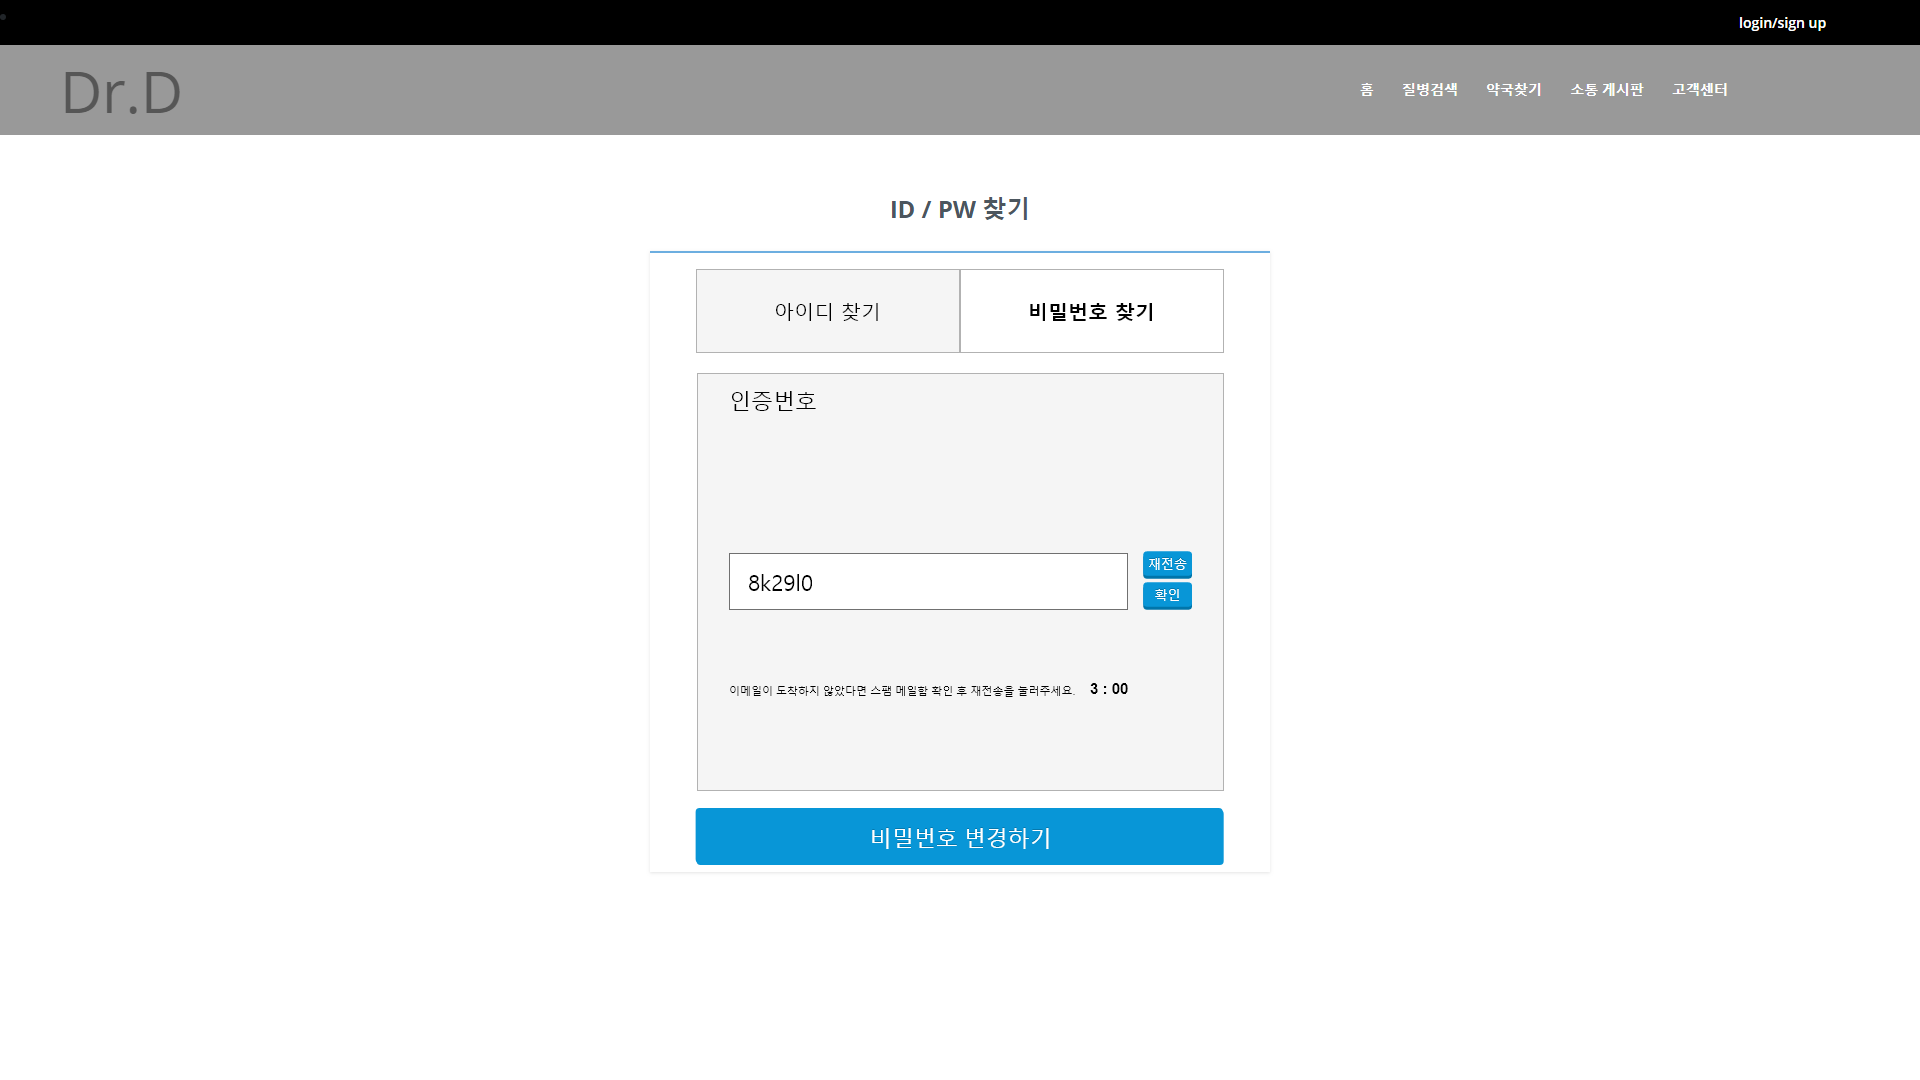 login/sign up
Dr.D
홈 질병검색 약국찾기 소통 게시판 고객센터
ID / PW 찾기
아이디 찾기 비밀번호 찾기
인증번호
재전송
8k29l0
확인
이메일이 도착하지 않았다면 스팸 메일함 확인 후 재전송을 눌러주세요. 3 : 00
비밀번호 변경하기